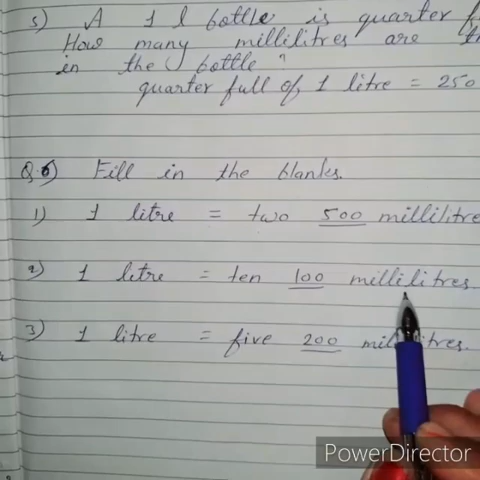 5) A 1 l bottle is quarter
How many millilitres are
in the bottle ?
quarter full of 1 litre = 250
Q.6) Fill in the blanks.
1) 1 litre = two 500 millilitre
2) 1 litre = ten 100 millilitres
3) 1 litre = five 200 millilitres.
PowerDirector